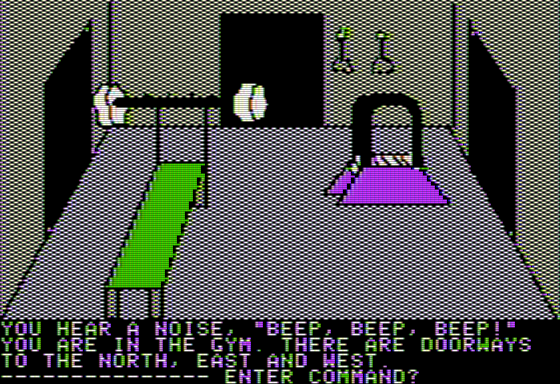 YOU HEAR A NOISE, "BEEP, BEEP, BEEP!"
YOU ARE IN THE GYM. THERE ARE DOORWAYS
TO THE NORTH, EAST AND WEST.
--------------- ENTER COMMAND?